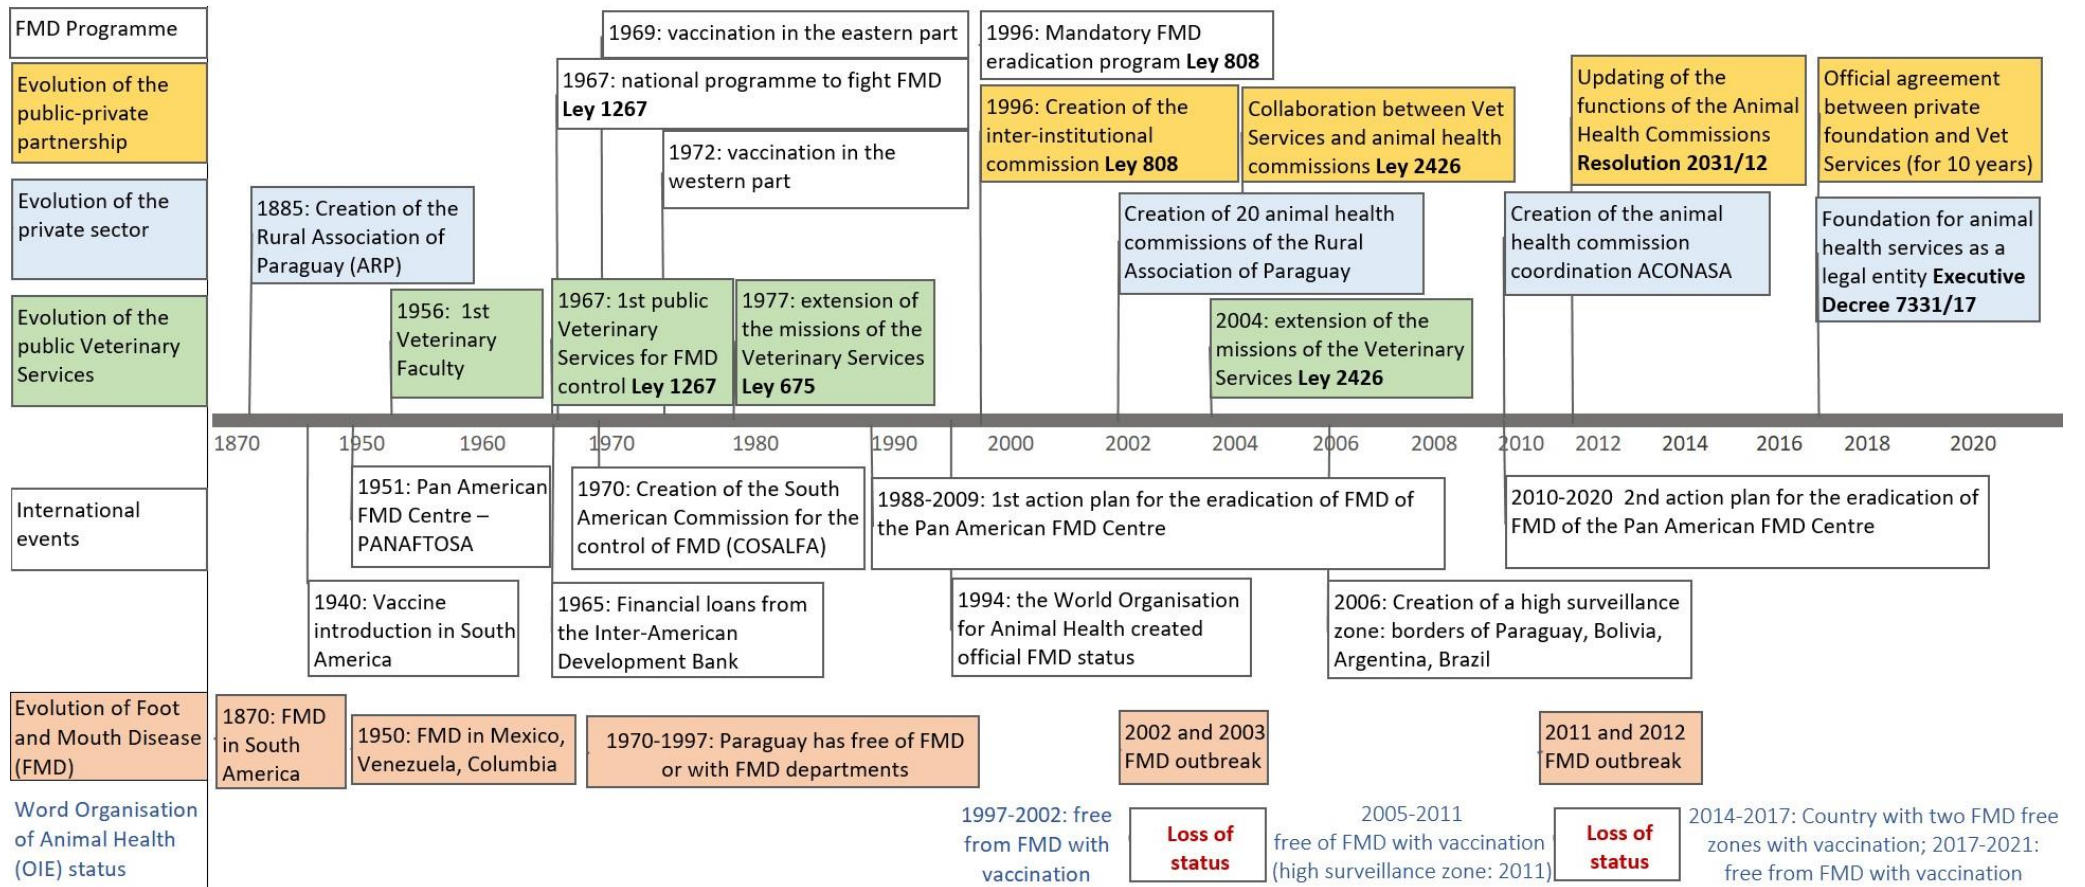 FMD Programme
1969: vaccination in the eastern part
1967: national programme to fight FMD
Ley 1267
1972: vaccination in the
western part
1996: Mandatory FMD
eradication program Ley 808
Evolution of the
public-private
partnership
1996: Creation of the
inter-institutional
commission Ley 808
Collaboration between Vet
Services and animal health
commissions Ley 2426
Updating of the
functions of the Animal
Health Commissions
Resolution 2031/12
Official agreement
between private
foundation and Vet
Services (for 10 years)
Evolution of the
private sector
1885: Creation of the
Rural Association of
Paraguay (ARP)
Creation of 20 animal health
commissions of the Rural
Association of Paraguay
Creation of the animal
health commission
coordination ACONASA
Foundation for animal
health services as a
legal entity Executive
Decree 7331/17
Evolution of the
public Veterinary
Services
1956:  1st
Veterinary
Faculty
1967: 1st public
Veterinary
Services for FMD
control Ley 1267
1977: extension of
the missions of the
Veterinary Services
Ley 675
2004: extension of the
missions of the Veterinary
Services Ley 2426
1870 1950 1960 1970 1980 1990 2000 2002 2004 2006 2008 2010 2012 2014 2016 2018 2020
International
events
1951: Pan American
FMD Centre –
PANAFTOSA
1970: Creation of the South
American Commission for the
control of FMD (COSALFA)
1988-2009: 1st action plan for the eradication of FMD of
the Pan American FMD Centre
2010-2020  2nd action plan for the eradication of
FMD of the Pan American FMD Centre
1940: Vaccine
introduction in South
America
1965: Financial loans from
the Inter-American
Development Bank
1994: the World Organisation
for Animal Health created
official FMD status
2006: Creation of a high surveillance
zone: borders of Paraguay, Bolivia,
Argentina, Brazil
Evolution of Foot
and Mouth Disease
(FMD)
1870: FMD
in South
America
1950: FMD in Mexico,
Venezuela, Columbia
1970-1997: Paraguay has free of FMD
or with FMD departments
2002 and 2003
FMD outbreak
2011 and 2012
FMD outbreak
Word Organisation
of Animal Health
(OIE) status
1997-2002: free
from FMD with
vaccination
Loss of
status
2005-2011
free of FMD with vaccination
(high surveillance zone: 2011)
Loss of
status
2014-2017: Country with two FMD free
zones with vaccination; 2017-2021:
free from FMD with vaccination